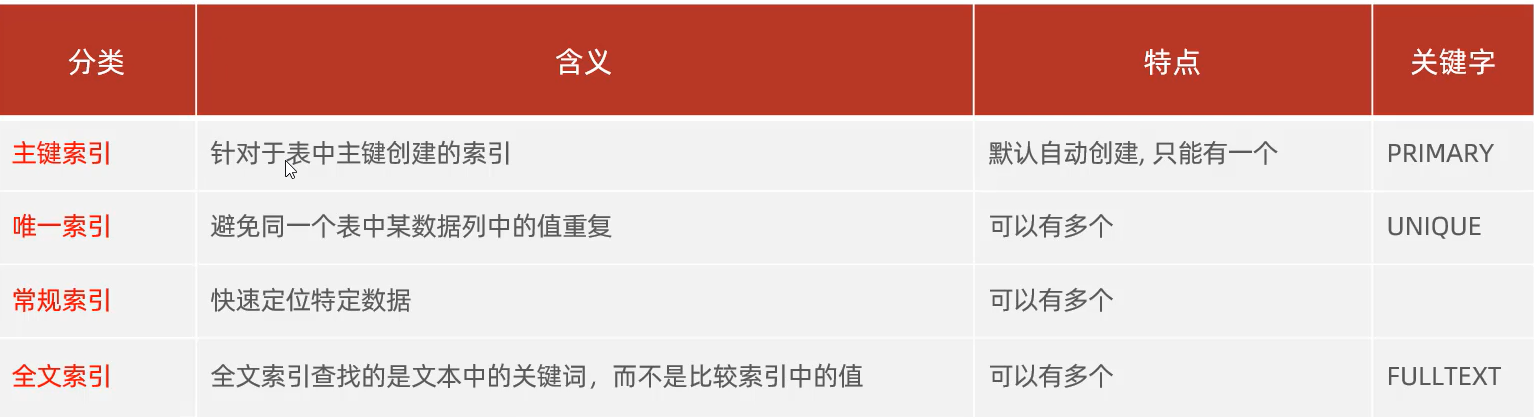 分类 含义 特点 关键字
主键索引 针对于表中主键创建的索引 默认自动创建, 只能有一个 PRIMARY
唯一索引 避免同一个表中某数据列中的值重复 可以有多个 UNIQUE
常规索引 快速定位特定数据 可以有多个
全文索引 全文索引查找的是文本中的关键词，而不是比较索引中的值 可以有多个 FULLTEXT